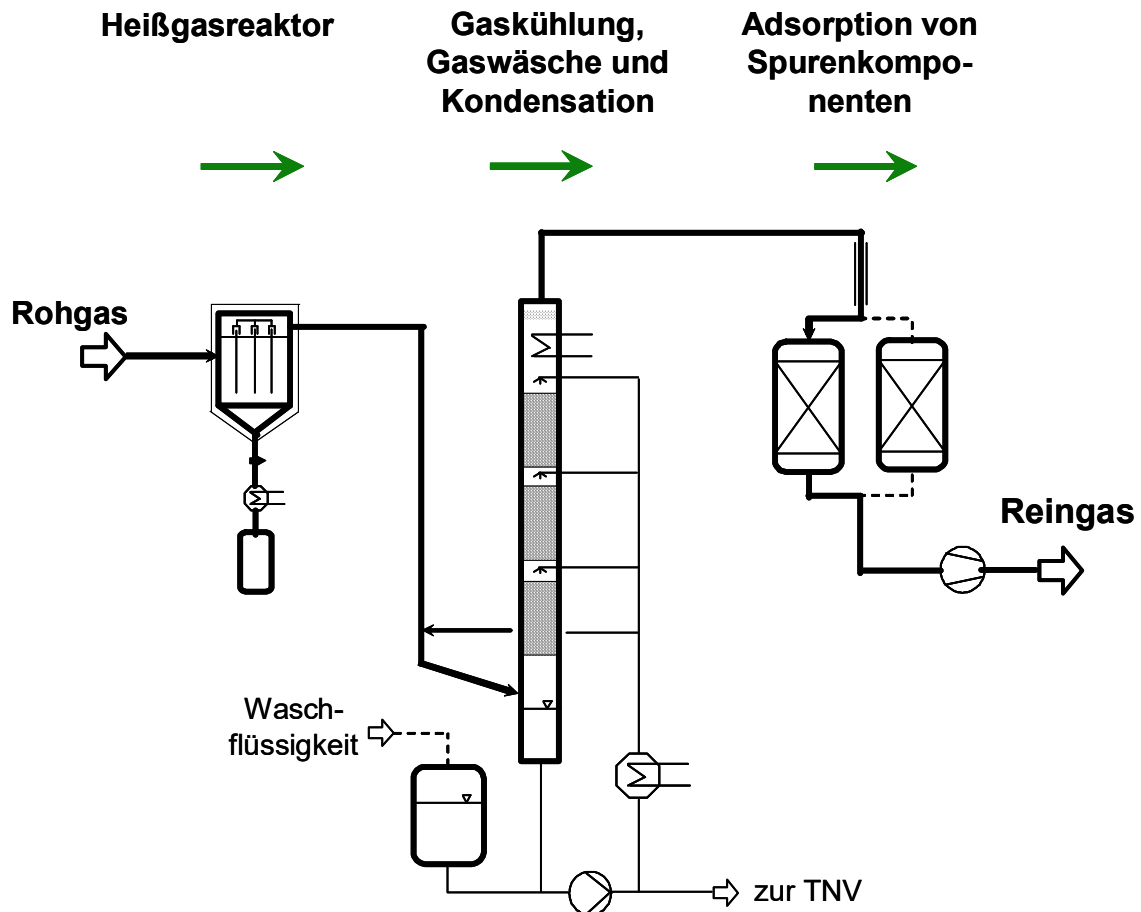 Heißgasreaktor
Gaskühlung,
Gaswäsche und
Kondensation
Adsorption von
Spurenkompo-
nenten
Rohgas
Reingas
Wasch-
flüssigkeit
zur TNV